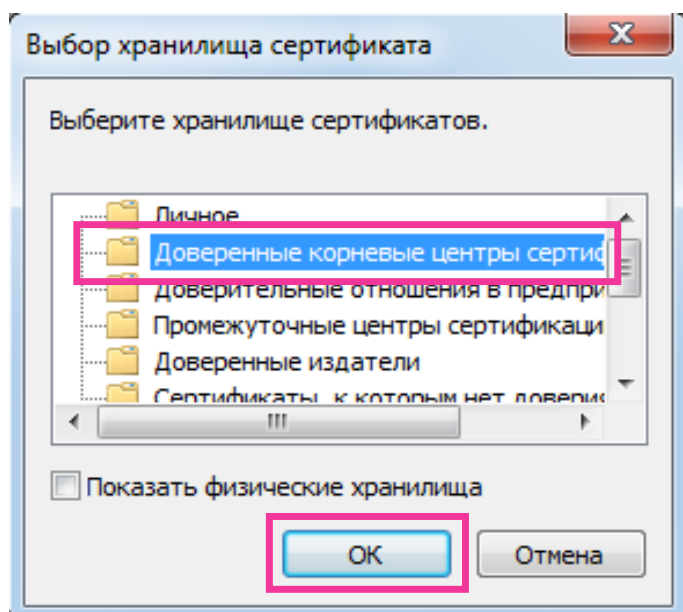 Выбор хранилища сертификата
Выберите хранилище сертификатов.
Личное
Доверенные корневые центры сертиф
Доверительные отношения в предпри
Промежуточные центры сертификаци
Доверенные издатели
Сертификаты, к которым нет доверия
Показать физические хранилища
ОК
Отмена